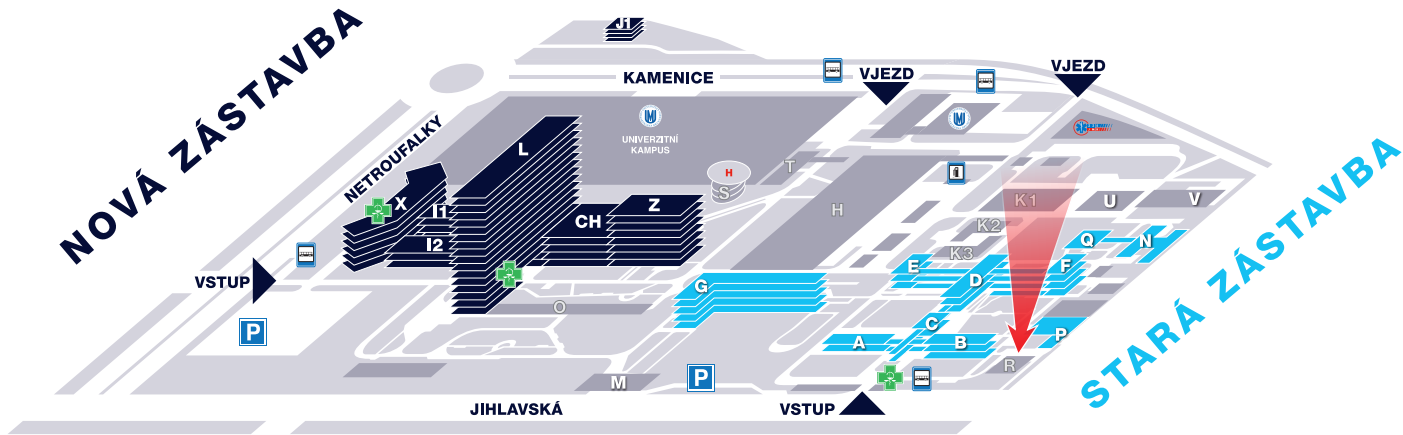 NOVÁ ZÁSTAVBA
J1
KAMENICE
VJEZD
VJEZD
NETROUFALKY
L
UNIVERZITNÍ
KAMPUS
H
S
T
H
K1
U
V
X
I1
I2
CH
Z
K2
K3
Q
N
E
D
F
VSTUP
G
O
C
A
B
P
R
P
M
P
JIHLAVSKÁ
VSTUP
STARÁ ZÁSTAVBA